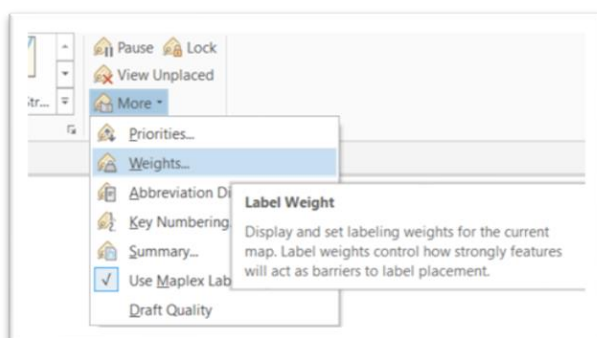 Pause Lock
View Unplaced
Str... More
Priorities...
Weights...
Abbreviation Di
Key Numbering.
Summary...
Use Maplex Lab
Draft Quality
Label Weight
Display and set labeling weights for the current
map. Label weights control how strongly features
will act as barriers to label placement.